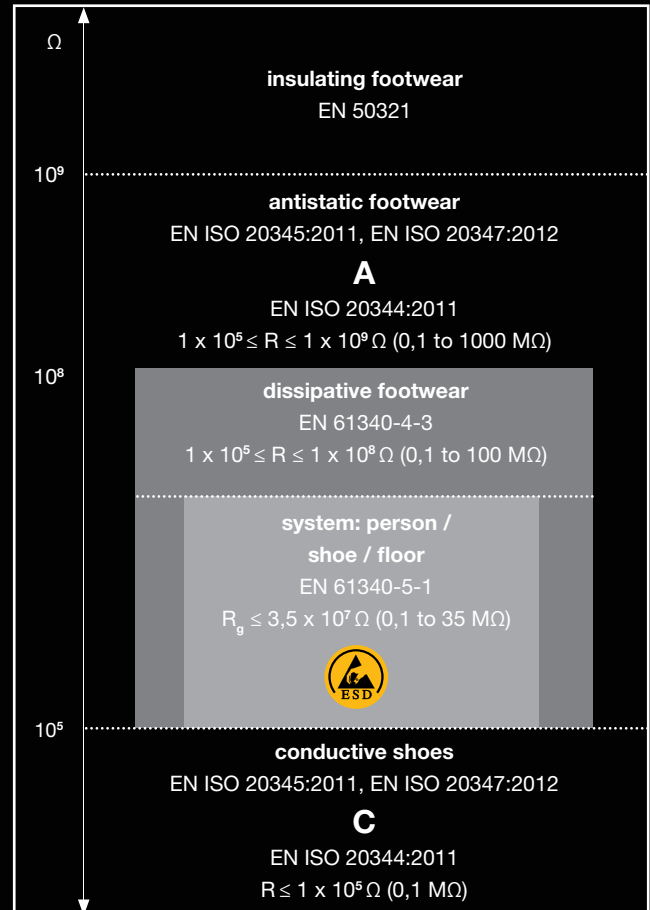 Ω
insulating footwear
EN 50321
10⁹
antistatic footwear
EN ISO 20345:2011, EN ISO 20347:2012
A
EN ISO 20344:2011
1 x 10⁵ ≤ R ≤ 1 x 10⁹ Ω (0,1 to 1000 MΩ)
10⁸
dissipative footwear
EN 61340-4-3
1 x 10⁵ ≤ R ≤ 1 x 10⁸ Ω (0,1 to 100 MΩ)
system: person /
shoe / floor
EN 61340-5-1
R_g ≤ 3,5 x 10⁷ Ω (0,1 to 35 MΩ)
ESD
10⁵
conductive shoes
EN ISO 20345:2011, EN ISO 20347:2012
C
EN ISO 20344:2011
R ≤ 1 x 10⁵ Ω (0,1 MΩ)